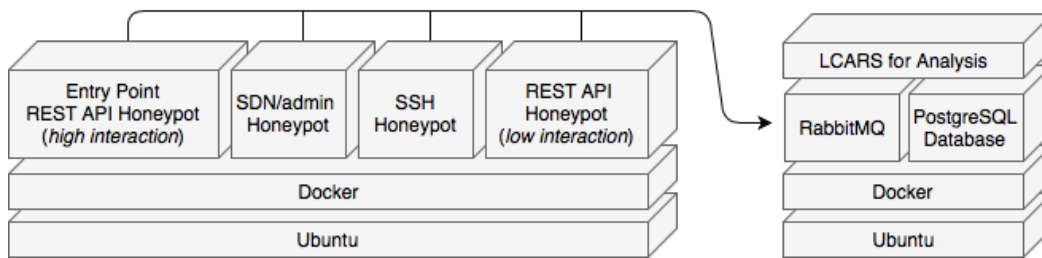 Entry Point
REST API Honeypot
(high interaction)
SDN/admin
Honeypot
SSH
Honeypot
REST API
Honeypot
(low interaction)
Docker
Ubuntu
LCARS for Analysis
RabbitMQ
PostgreSQL
Database
Docker
Ubuntu